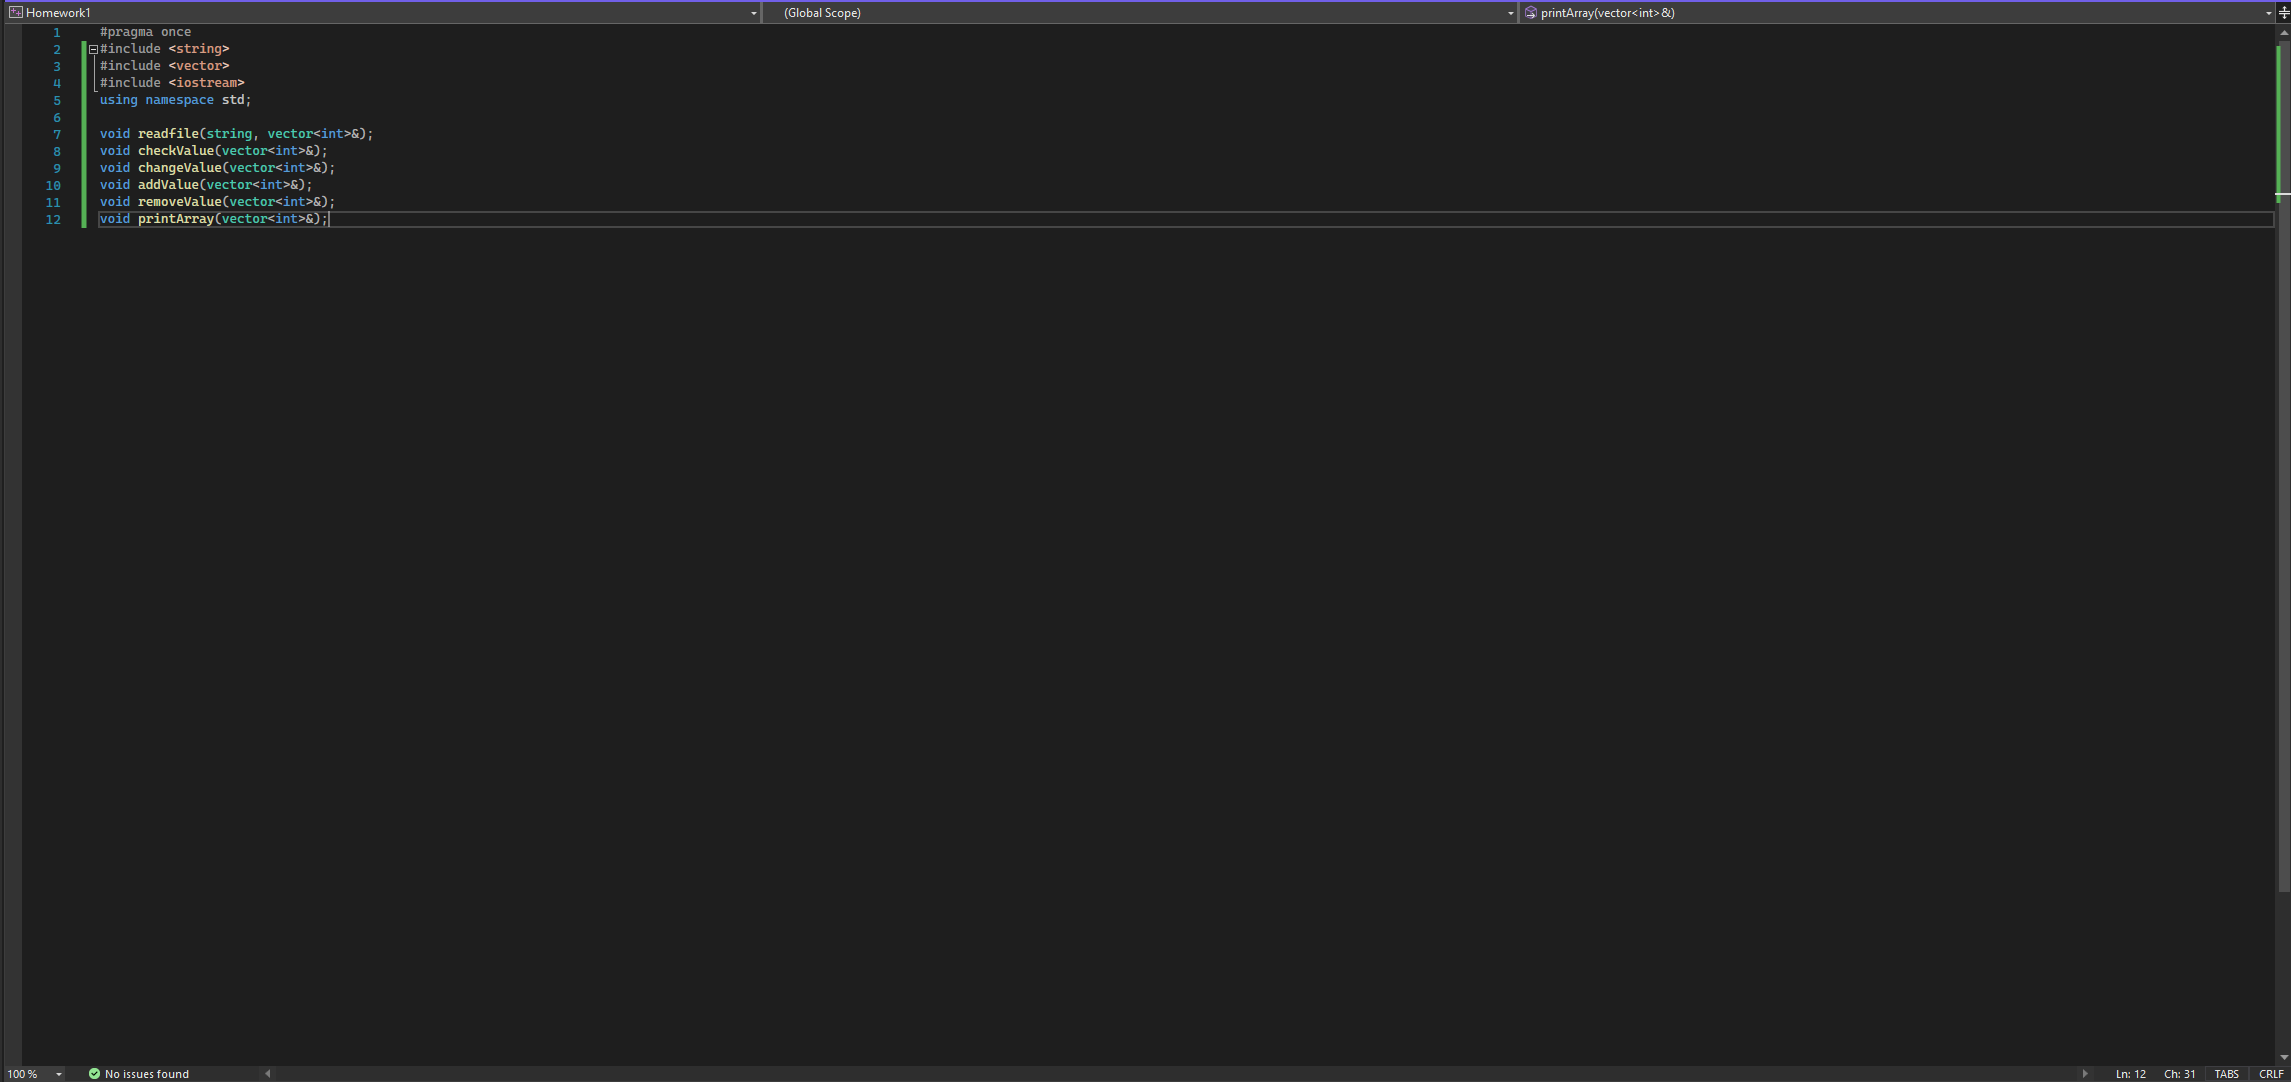 Homework1 (Global Scope) printArray(vector<int>&)
1 #pragma once
2 #include <string>
3 #include <vector>
4 #include <iostream>
5 using namespace std;
6
7 void readfile(string, vector<int>&);
8 void checkValue(vector<int>&);
9 void changeValue(vector<int>&);
10 void addValue(vector<int>&);
11 void removeValue(vector<int>&);
12 void printArray(vector<int>&);
100 % No issues found Ln: 12 Ch: 31 TABS CRLF